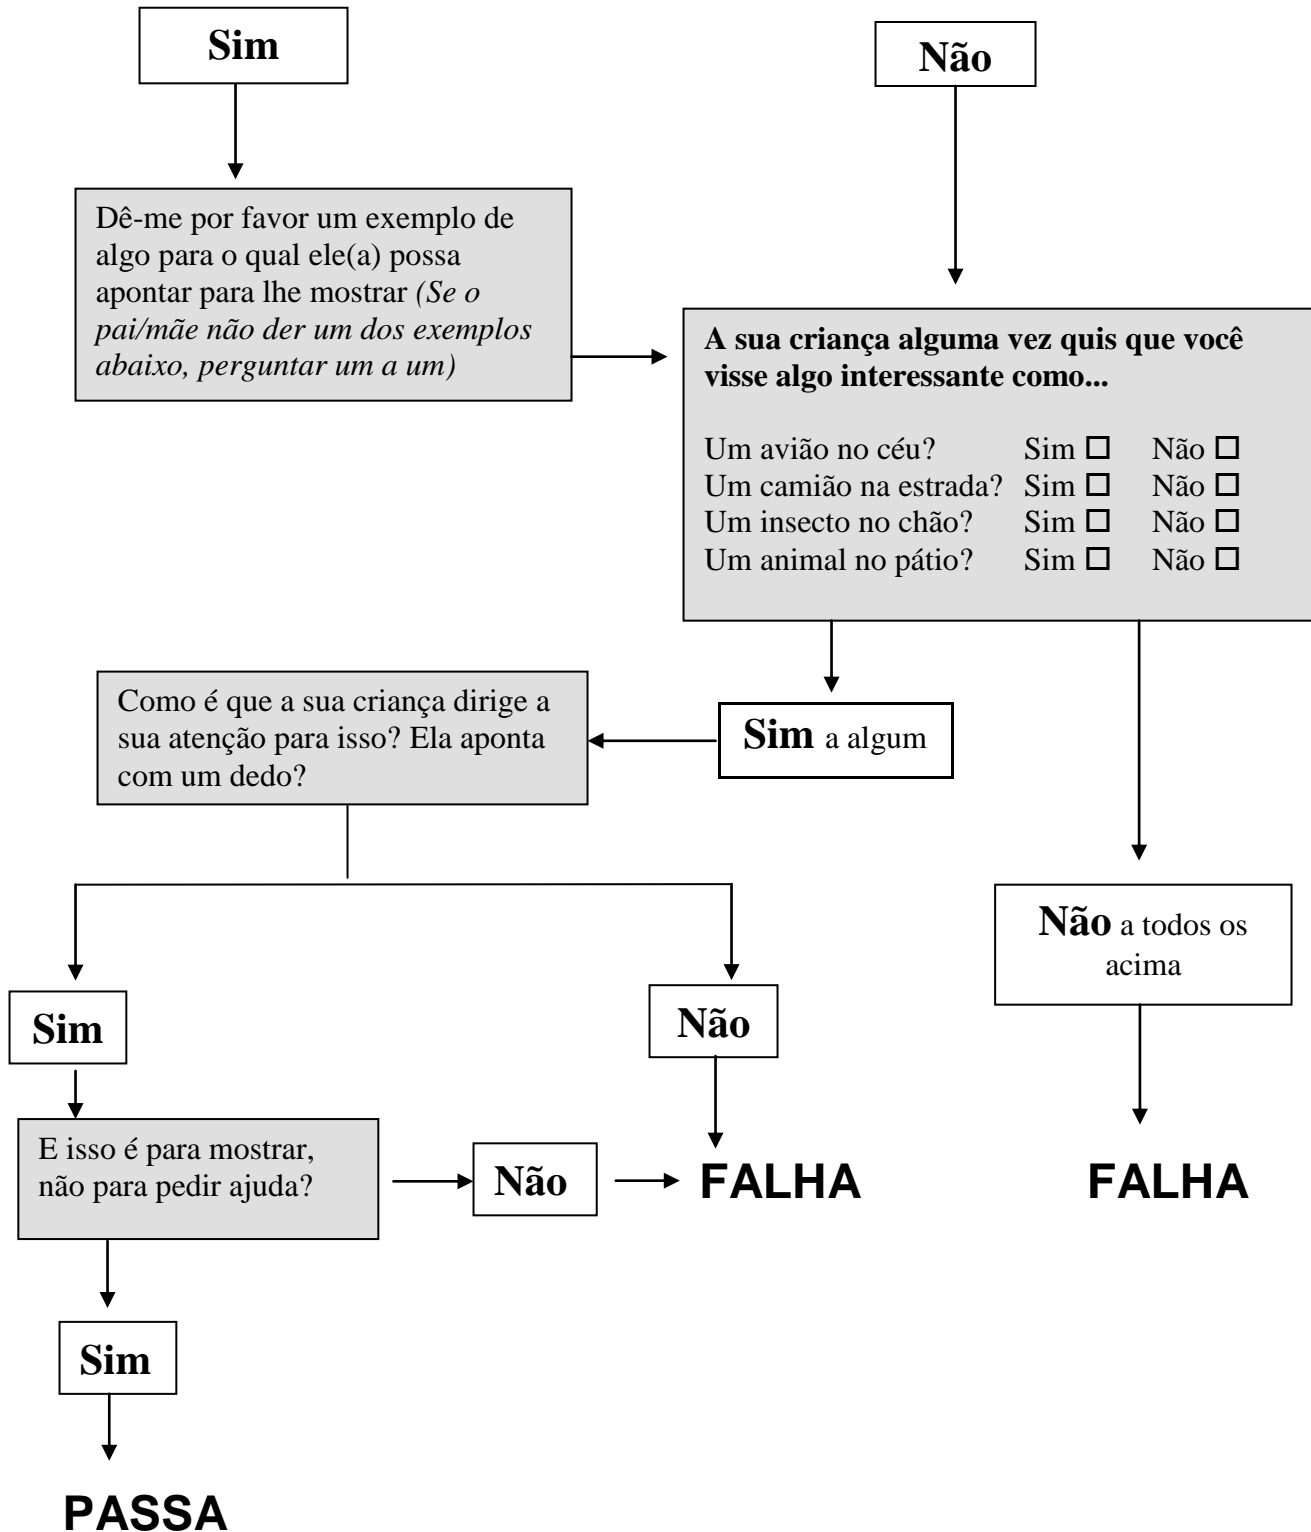 Sim
Não
Dê-me por favor um exemplo de
algo para o qual ele(a) possa
apontar para lhe mostrar (Se o
pai/mãe não der um dos exemplos
abaixo, perguntar um a um)
A sua criança alguma vez quis que você
visse algo interessante como...
Um avião no céu? Sim ☐ Não ☐
Um camião na estrada? Sim ☐ Não ☐
Um insecto no chão? Sim ☐ Não ☐
Um animal no pátio? Sim ☐ Não ☐
Como é que a sua criança dirige a
sua atenção para isso? Ela aponta
com um dedo?
Sim a algum
Não a todos os
acima
Sim
Não
E isso é para mostrar,
não para pedir ajuda?
Não
FALHA
FALHA
Sim
PASSA